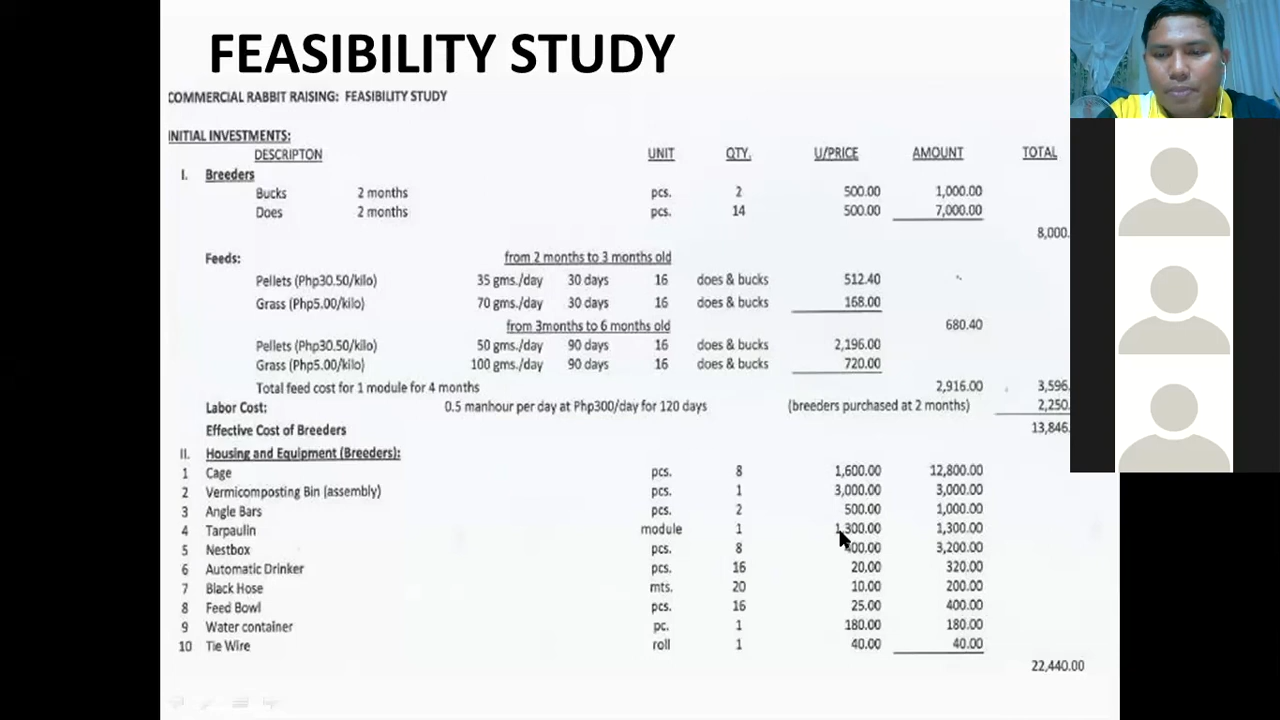 FEASIBILITY STUDY
COMMERCIAL RABBIT RAISING: FEASIBILITY STUDY
INITIAL INVESTMENTS:
DESCRIPTON UNIT QTY. U/PRICE AMOUNT TOTAL
I. Breeders
Bucks 2 months pcs. 2 500.00 1,000.00
Does 2 months pcs. 14 500.00 7,000.00
8,000.
Feeds: from 2 months to 3 months old
Pellets (Php30.50/kilo) 35 gms./day 30 days 16 does & bucks 512.40
Grass (Php5.00/kilo) 70 gms./day 30 days 16 does & bucks 168.00
from 3months to 6 months old 680.40
Pellets (Php30.50/kilo) 50 gms./day 90 days 16 does & bucks 2,196.00
Grass (Php5.00/kilo) 100 gms./day 90 days 16 does & bucks 720.00
Total feed cost for 1 module for 4 months 2,916.00 3,596.
Labor Cost: 0.5 manhour per day at Php300/day for 120 days (breeders purchased at 2 months) 2,250.
Effective Cost of Breeders 13,846.
II. Housing and Equipment (Breeders):
1 Cage pcs. 8 1,600.00 12,800.00
2 Vermicomposting Bin (assembly) pcs. 1 3,000.00 3,000.00
3 Angle Bars pcs. 2 500.00 1,000.00
4 Tarpaulin module 1 1,300.00 1,300.00
5 Nestbox pcs. 8 400.00 3,200.00
6 Automatic Drinker pcs. 16 20.00 320.00
7 Black Hose mts. 20 10.00 200.00
8 Feed Bowl pcs. 16 25.00 400.00
9 Water container pc. 1 180.00 180.00
10 Tie Wire roll 1 40.00 40.00
22,440.00